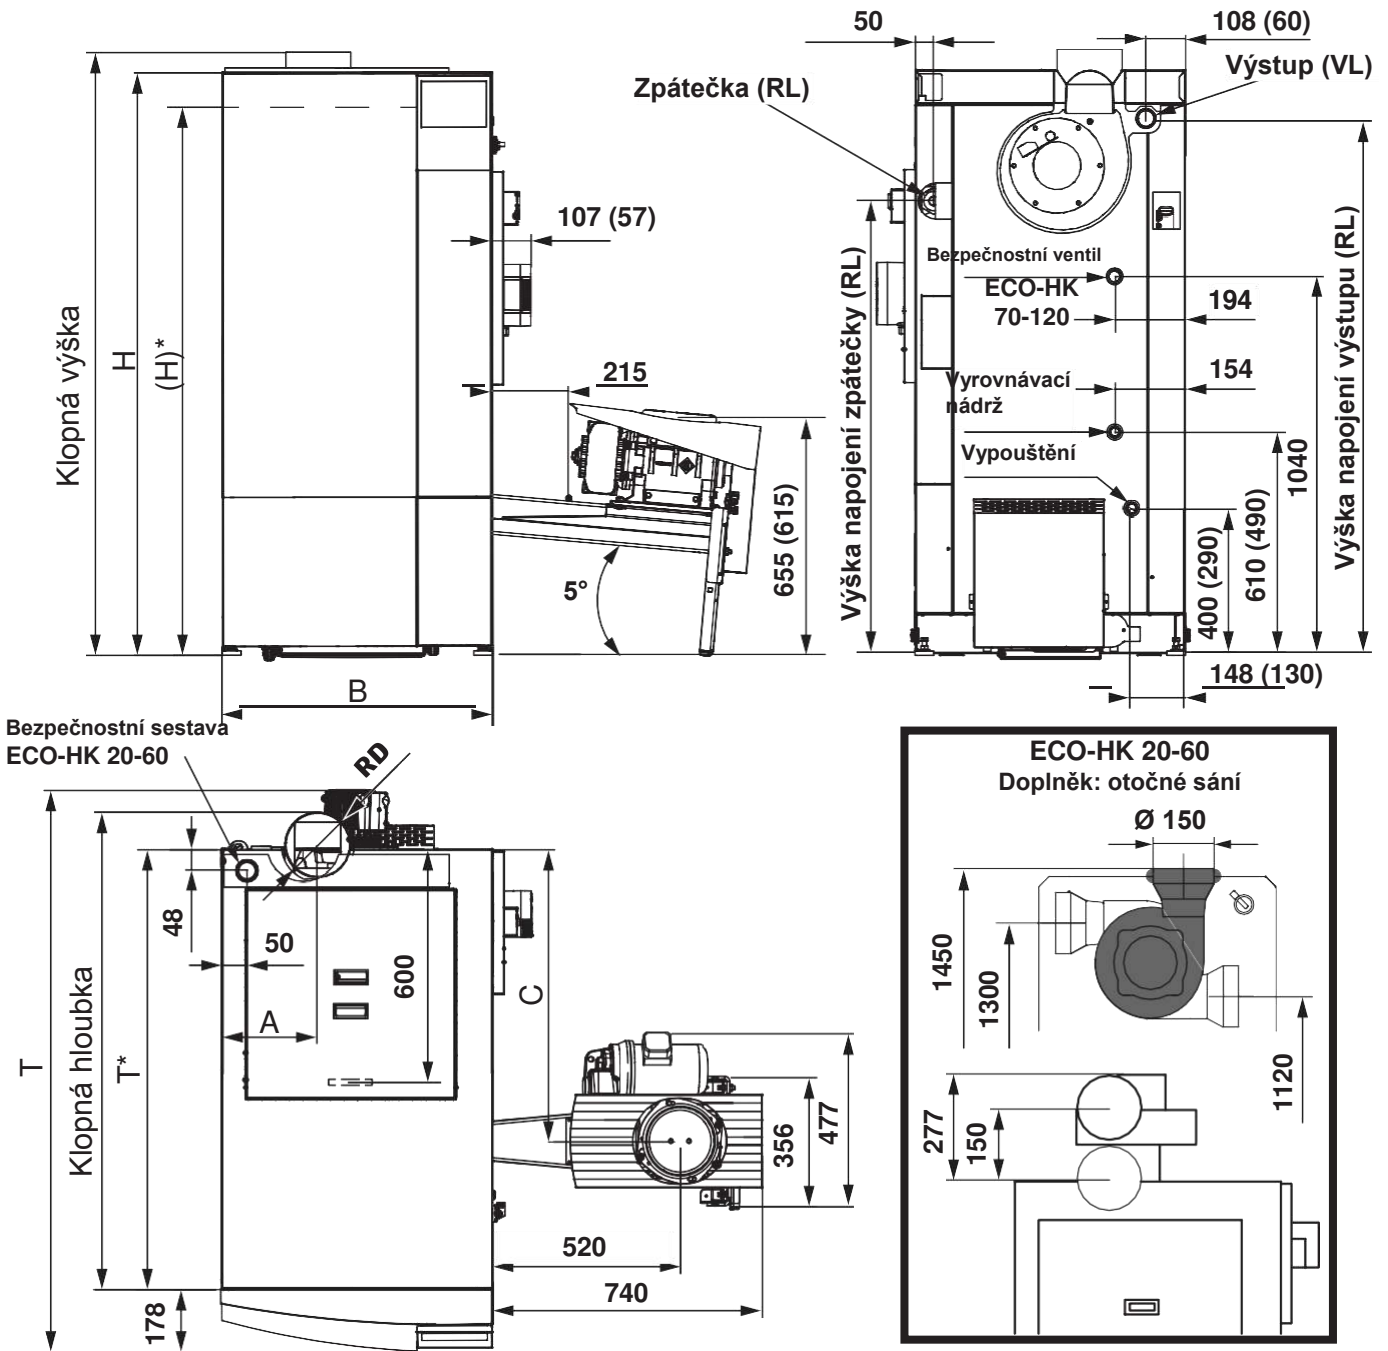 50
108 (60)
Zpátečka (RL)
Výstup (VL)
Klopná výška
H
(H)*
107 (57)
215
5°
655 (615)
B
Výška napojení zpátečky (RL)
Bezpečnostní ventil
ECO-HK
70-120
194
Vyrovnávací
nádrž
154
Vypouštění
400 (290)
610 (490)
1040
Výška napojení výstupu (RL)
148 (130)
Bezpečnostní sestava
ECO-HK 20-60
RD
T
Klopná hloubka
T*
48
50
A
600
C
178
356
477
520
740
ECO-HK 20-60
Doplněk: otočné sání
Ø 150
1450
1300
1120
277
150